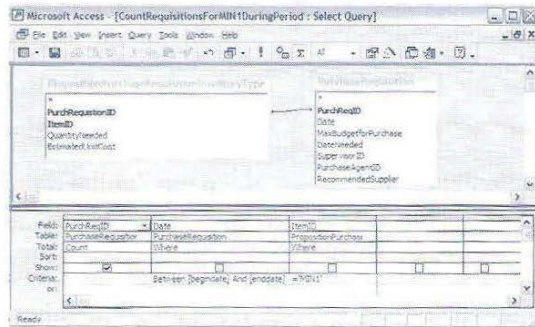 Microsoft Access - [CountRequisitionsForMIN1DuringPeriod : Select Query]
File Edit View Insert Query Tools Window Help
*
PurchRequistionID
ItemID
QuantityNeeded
EstimatedUnitCost
*
PurchReqID
Date
MaxBudgetforPurchase
DateNeeded
SupervisorID
PurchaseAgentID
RecommendedSupplier
Field: PurchReqID Date ItemID
Table: PurchaseRequisition PurchaseRequisition PropositionPurchas
Total: Count Where Where
Sort:
Show:
Criteria: Between [begindate] And [enddate] ="MIN1"
or:
Ready